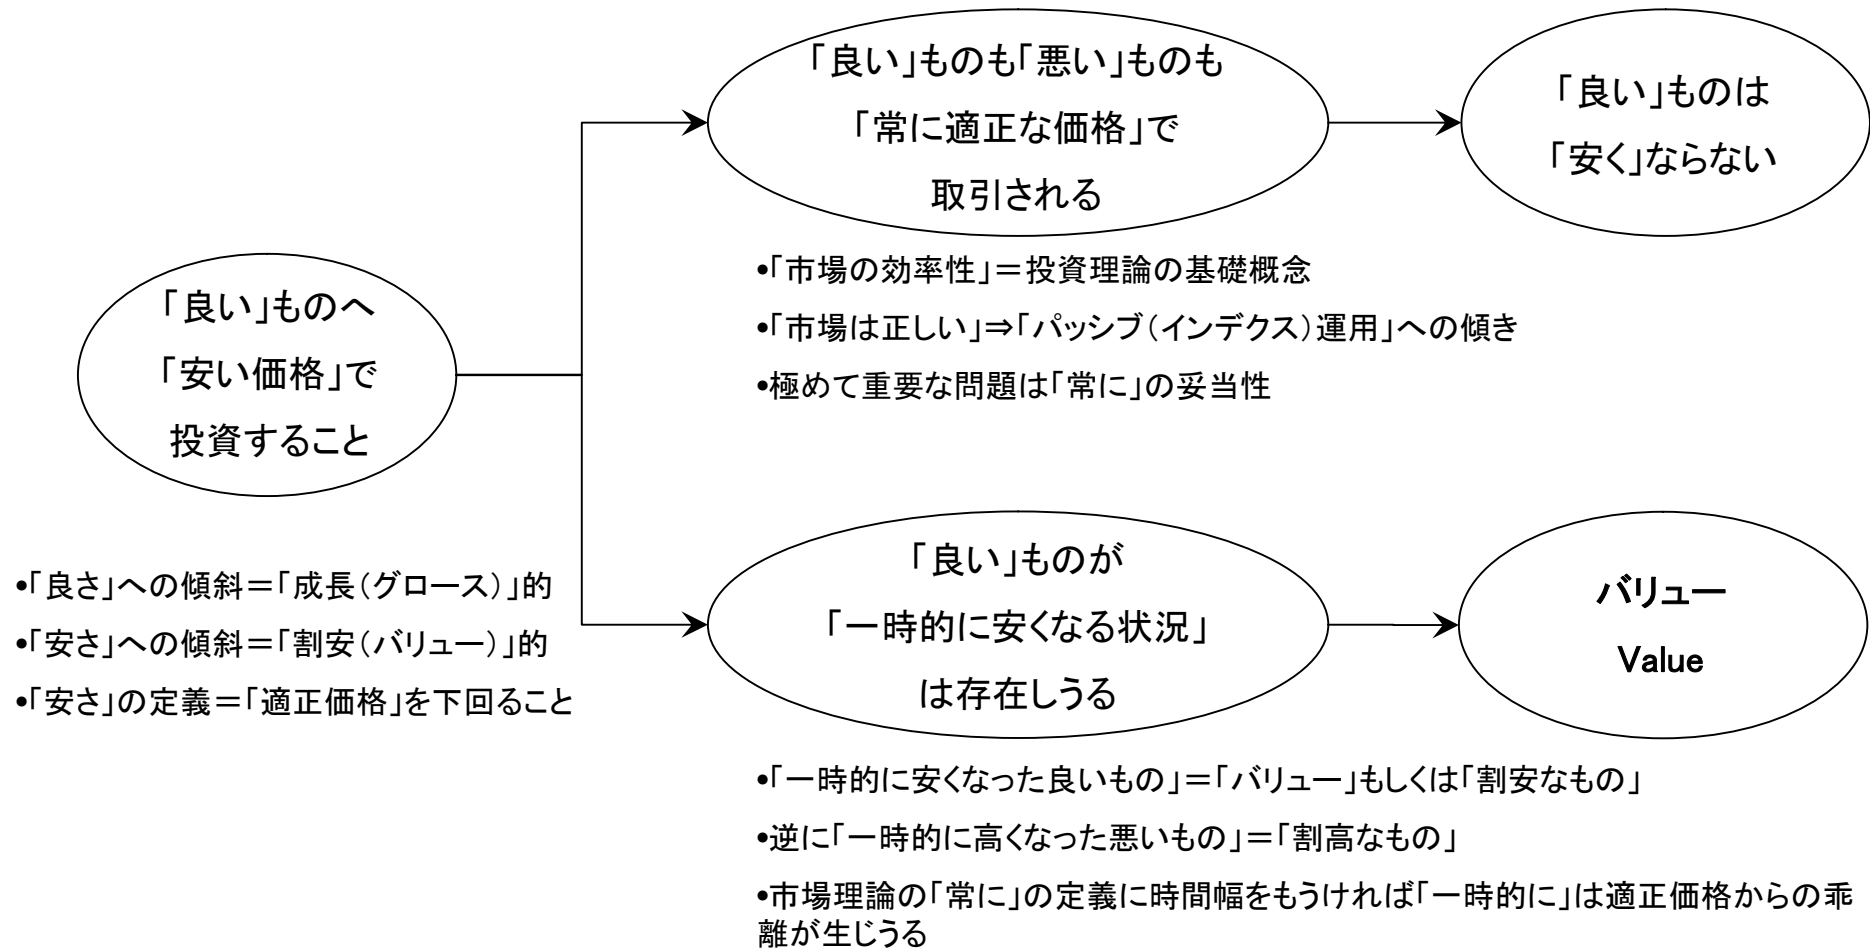 「良い」ものへ
「安い価格」で
投資すること
•「良さ」への傾斜＝「成長（グロース）」的
•「安さ」への傾斜＝「割安（バリュー）」的
•「安さ」の定義＝「適正価格」を下回ること
「良い」ものも「悪い」ものも
「常に適正な価格」で
取引される
•「市場の効率性」＝投資理論の基礎概念
•「市場は正しい」⇒「パッシブ（インデクス）運用」への傾き
•極めて重要な問題は「常に」の妥当性
「良い」ものは
「安く」ならない
「良い」ものが
「一時的に安くなる状況」
は存在しうる
•「一時的に安くなった良いもの」＝「バリュー」もしくは「割安なもの」
•逆に「一時的に高くなった悪いもの」＝「割高なもの」
•市場理論の「常に」の定義に時間幅をもうければ「一時的に」は適正価格からの乖
離が生じうる
バリュー
Value